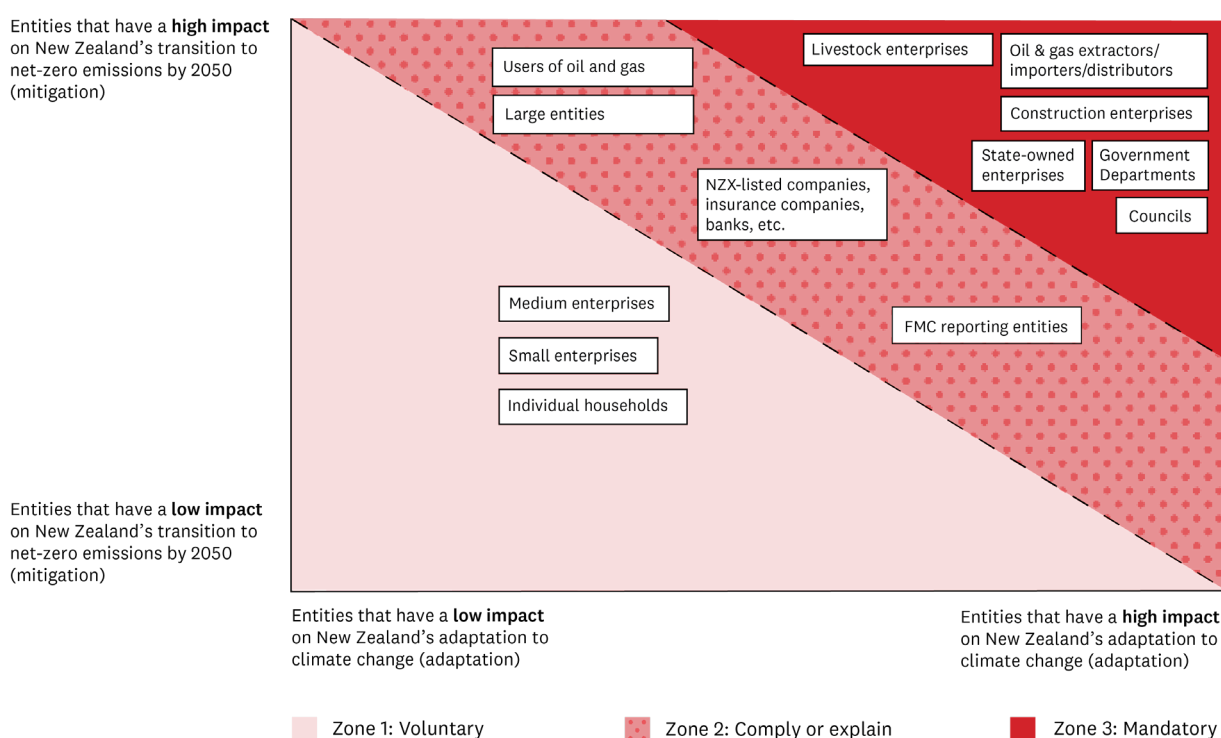 Entities that have a high impact
on New Zealand's transition to
net-zero emissions by 2050
(mitigation)
Users of oil and gas
Large entities
Livestock enterprises
Oil & gas extractors/
importers/distributors
Construction enterprises
State-owned
enterprises
Government
Departments
Councils
NZX-listed companies,
insurance companies,
banks, etc.
FMC reporting entities
Medium enterprises
Small enterprises
Individual households
Entities that have a low impact
on New Zealand's transition to
net-zero emissions by 2050
(mitigation)
Entities that have a low impact
on New Zealand's adaptation to
climate change (adaptation)
Entities that have a high impact
on New Zealand's adaptation to
climate change (adaptation)
Zone 1: Voluntary
Zone 2: Comply or explain
Zone 3: Mandatory